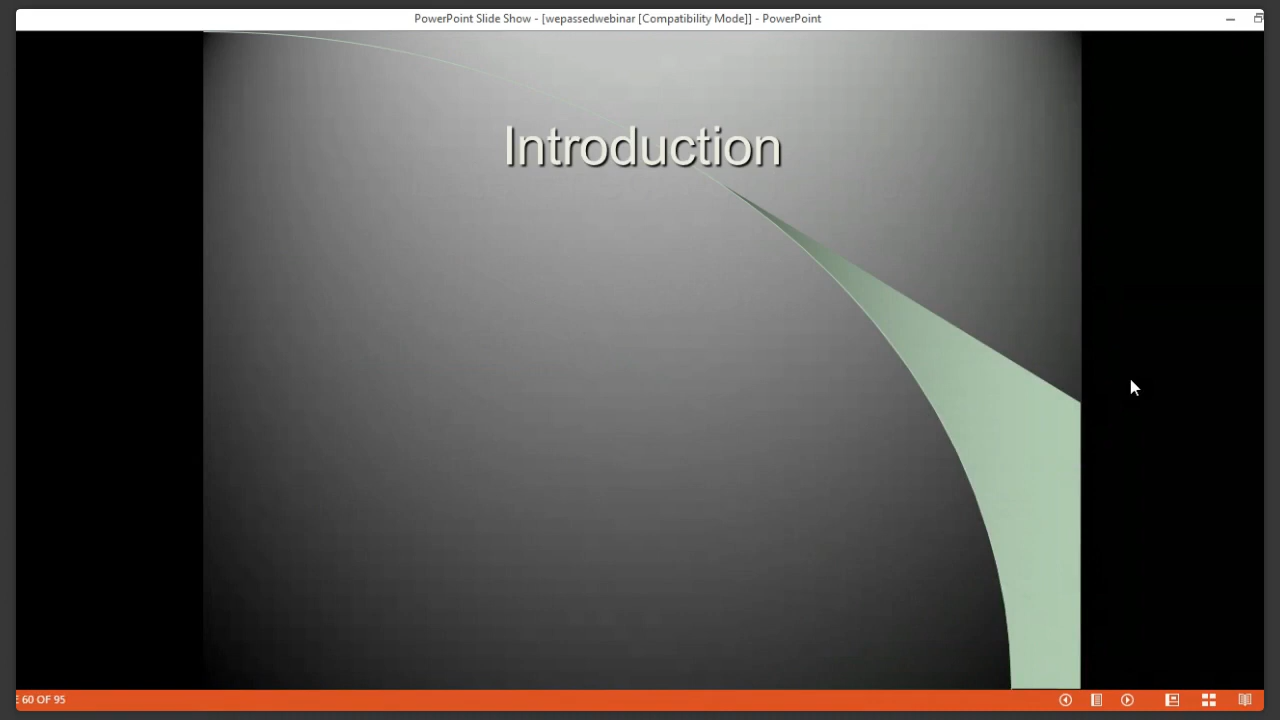 PowerPoint Slide Show - [wepassedwebinar [Compatibility Mode]] - PowerPoint
Introduction
60 OF 95